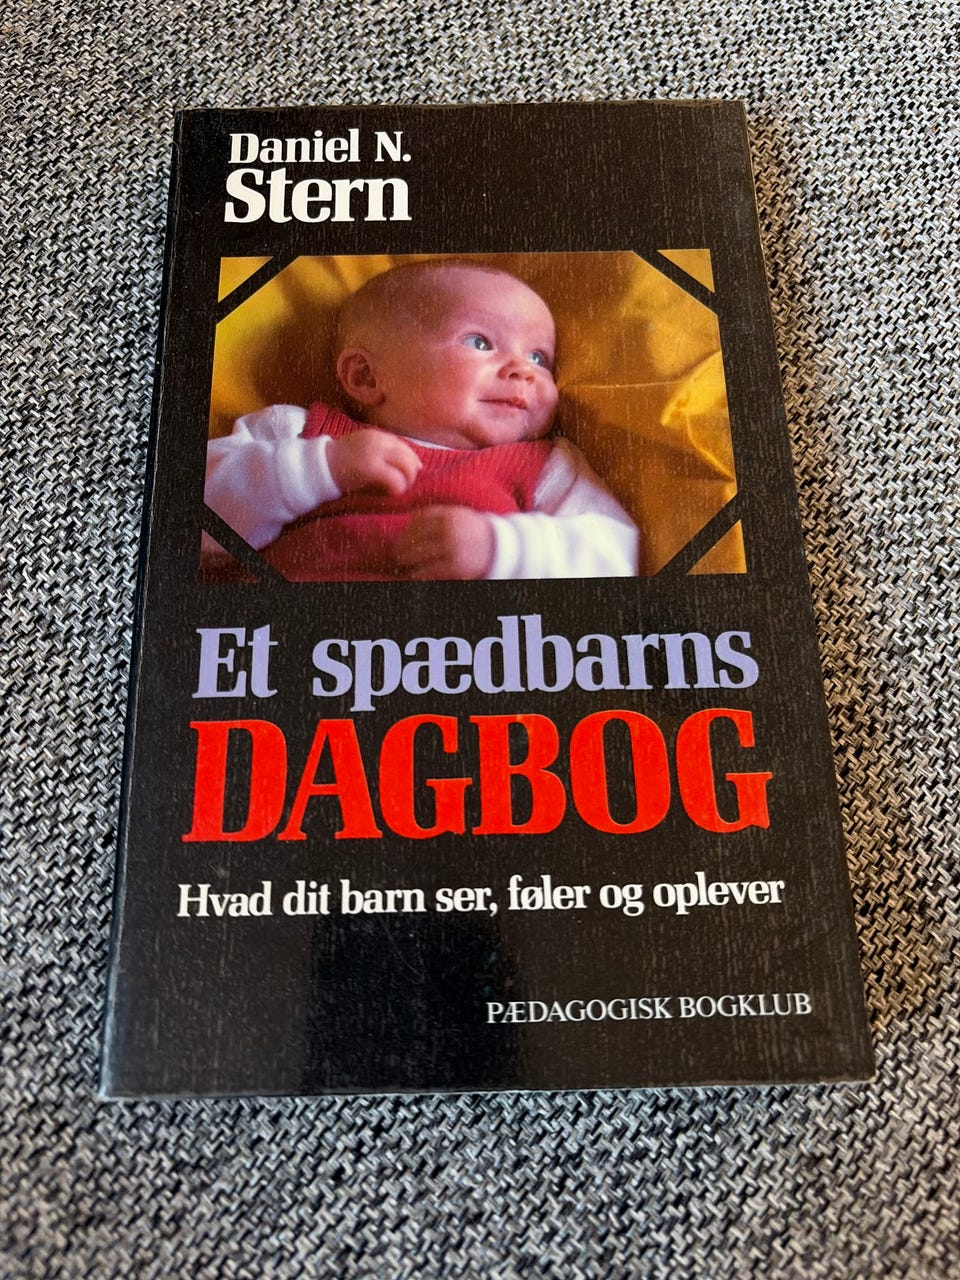 Daniel N.
Stern
Et spædbarns
DAGBOG
Hvad dit barn ser, føler og oplever
PÆDAGOGISK BOGKLUB